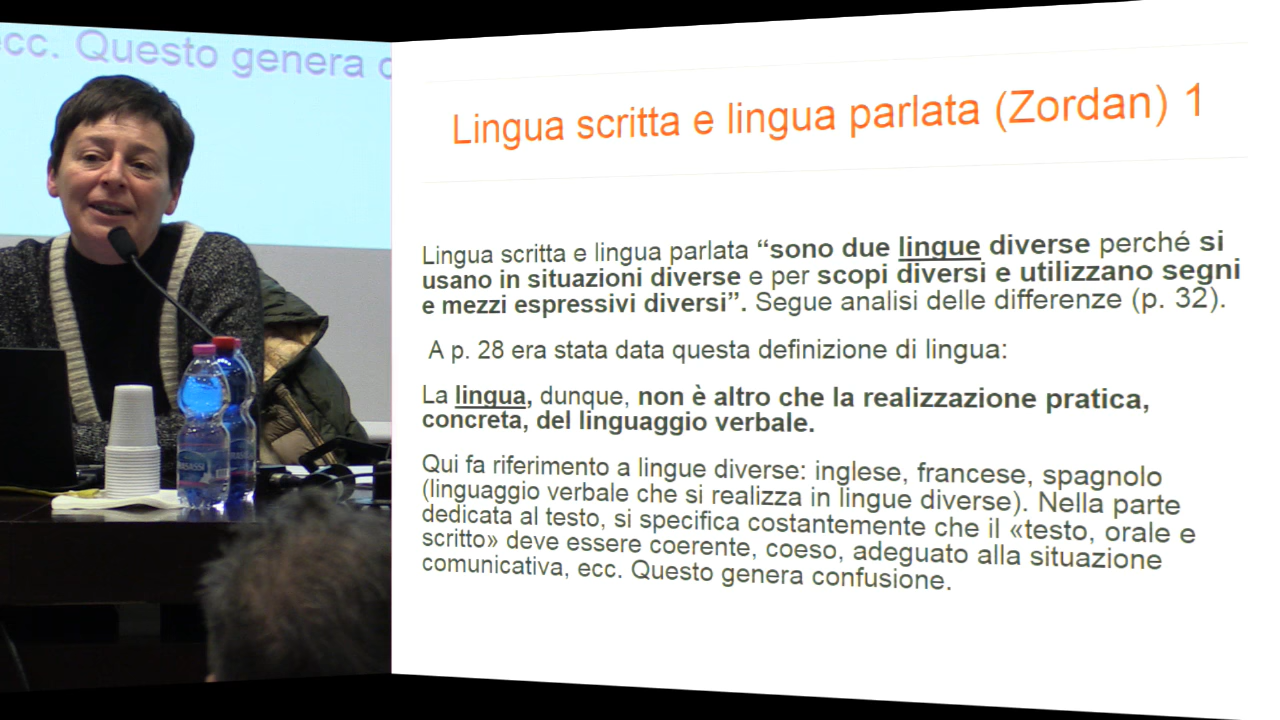 ecc. Questo genera c
Lingua scritta e lingua parlata (Zordan) 1
Lingua scritta e lingua parlata “sono due lingue diverse perché si
usano in situazioni diverse e per scopi diversi e utilizzano segni
e mezzi espressivi diversi”. Segue analisi delle differenze (p. 32).
A p. 28 era stata data questa definizione di lingua:
La lingua, dunque, non è altro che la realizzazione pratica,
concreta, del linguaggio verbale.
Qui fa riferimento a lingue diverse: inglese, francese, spagnolo
(linguaggio verbale che si realizza in lingue diverse). Nella parte
dedicata al testo, si specifica costantemente che il «testo, orale e
scritto» deve essere coerente, coeso, adeguato alla situazione
comunicativa, ecc. Questo genera confusione.